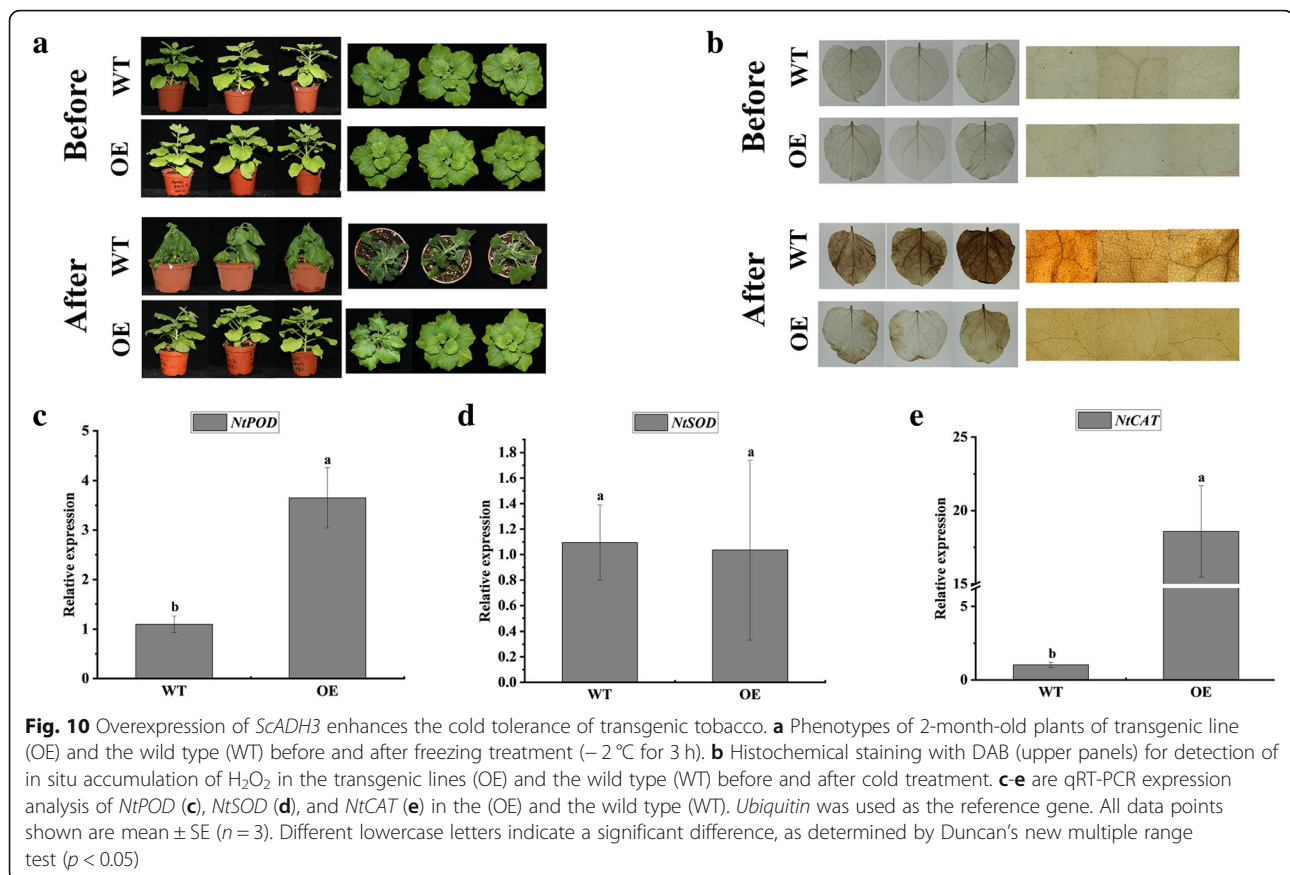 a
Before
WT
OE
After
WT
OE
b
Before
WT
OE
After
WT
OE
c
NtPOD
Relative expression
5
4
3
2
1
0
b
a
WT
OE
d
NtSOD
Relative expression
1.8
1.6
1.4
1.2
1.0
0.8
0.6
0.4
0.2
0.0
a
a
WT
OE
e
NtCAT
Relative expression
25
20
15
5
0
b
a
WT
OE
Fig. 10 Overexpression of ScADH3 enhances the cold tolerance of transgenic tobacco. a Phenotypes of 2-month-old plants of transgenic line
(OE) and the wild type (WT) before and after freezing treatment (− 2 °C for 3 h). b Histochemical staining with DAB (upper panels) for detection of
in situ accumulation of H₂O₂ in the transgenic lines (OE) and the wild type (WT) before and after cold treatment. c-e are qRT-PCR expression
analysis of NtPOD (c), NtSOD (d), and NtCAT (e) in the (OE) and the wild type (WT). Ubiquitin was used as the reference gene. All data points
shown are mean ± SE (n = 3). Different lowercase letters indicate a significant difference, as determined by Duncan's new multiple range
test (p < 0.05)